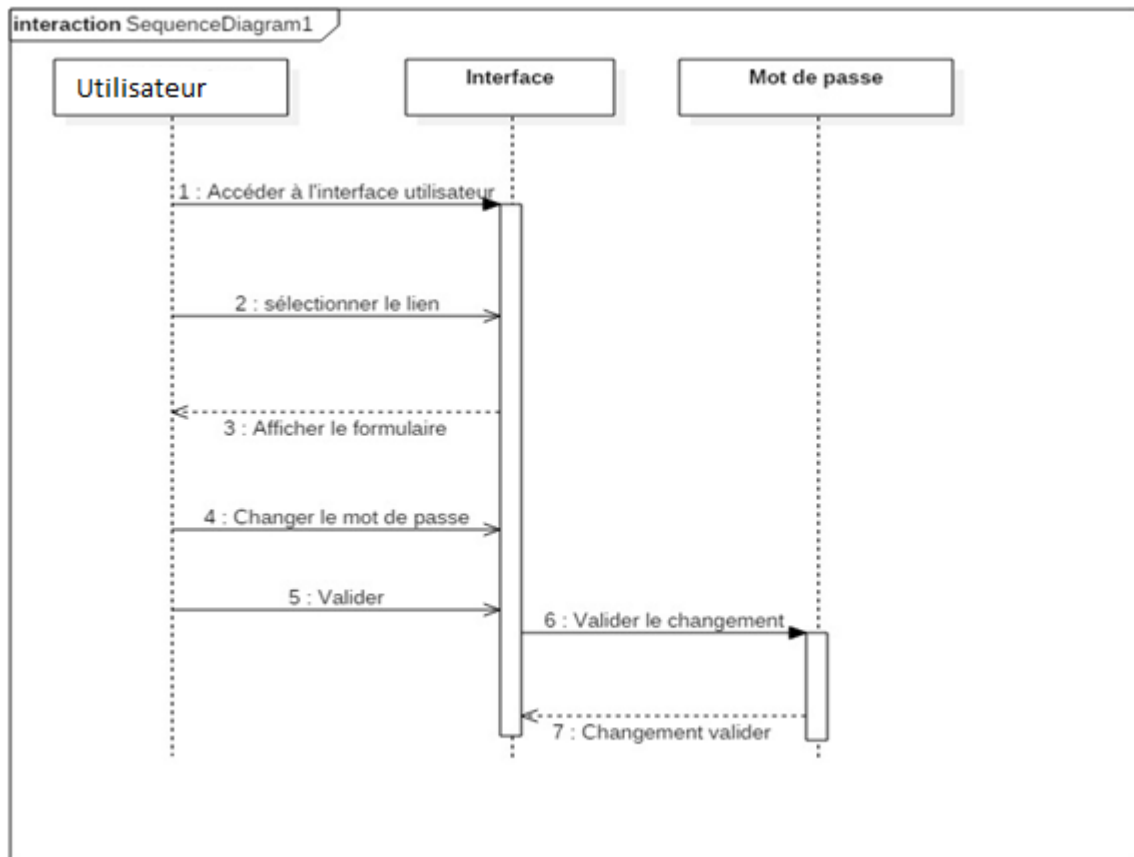 interaction SequenceDiagram1
Utilisateur
Interface
Mot de passe
1 : Accéder à l'interface utilisateur
2 : sélectionner le lien
3 : Afficher le formulaire
4 : Changer le mot de passe
5 : Valider
6 : Valider le changement
7 : Changement valider